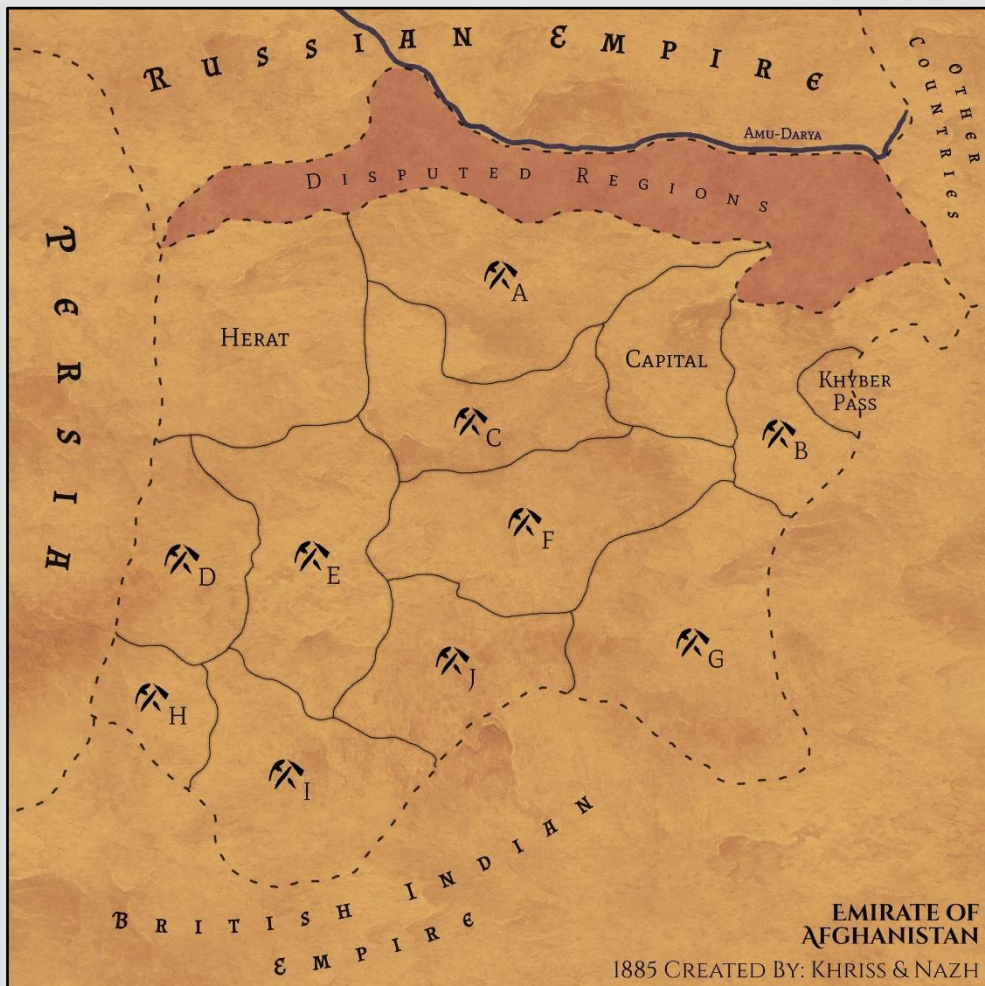 RUSSIAN EMPIRE
OTHER
COUNTRIES
AMU-DARYA
DISPUTED REGIONS
PERSIA
A
HERAT
CAPITAL
KHYBER
PASS
C
B
F
D
E
G
J
H
I
BRITISH INDIAN
EMPIRE
EMIRATE OF
AFGHANISTAN
1885 CREATED BY: KHRISS & NAZH